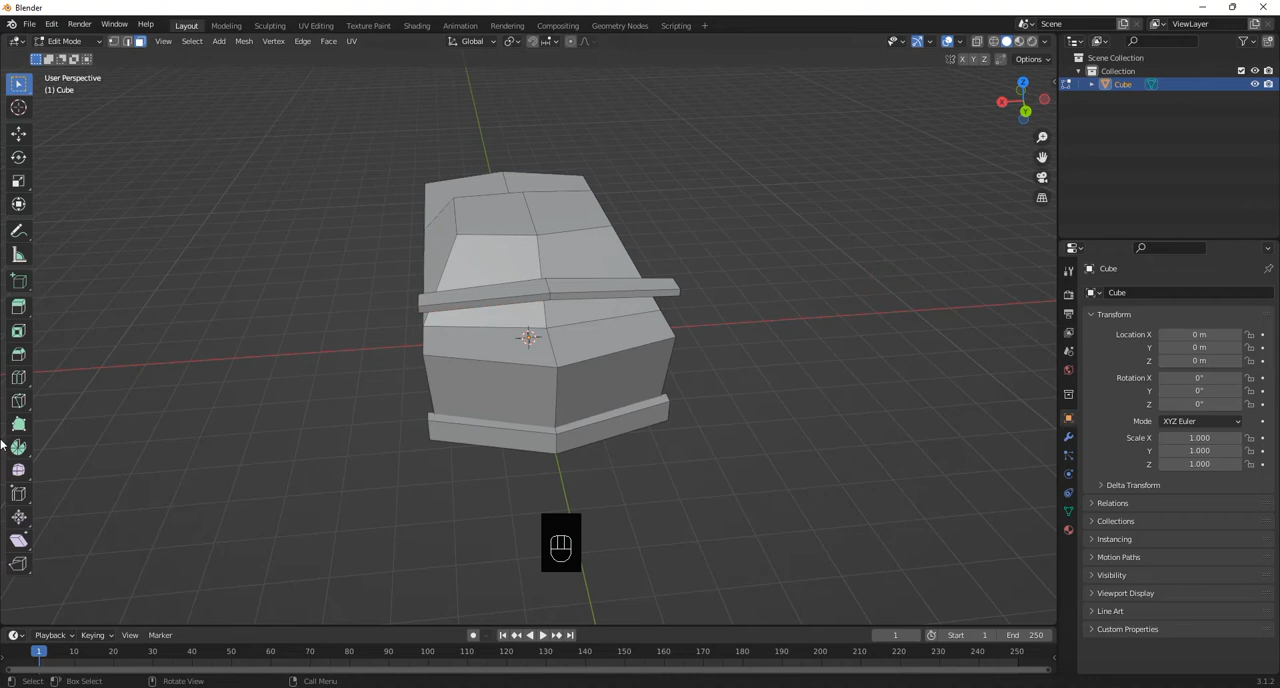 Blender
File Edit Render Window Help
Layout Modeling Sculpting UV Editing Texture Paint Shading Animation Rendering Compositing Geometry Nodes Scripting +
Scene
ViewLayer
Edit Mode View Select Add Mesh Vertex Edge Face UV
Global
X Y Z Options
User Perspective
(1) Cube
Z
X
Y
Scene Collection
Collection
Cube
Cube
Cube
Transform
Location X 0 m
Y 0 m
Z 0 m
Rotation X 0°
Y 0°
Z 0°
Mode XYZ Euler
Scale X 1.000
Y 1.000
Z 1.000
Delta Transform
Relations
Collections
Instancing
Motion Paths
Visibility
Viewport Display
Line Art
Custom Properties
Playback Keying View Marker
1 Start 1 End 250
1 10 20 30 40 50 60 70 80 90 100 110 120 130 140 150 160 170 180 190 200 210 220 230 240 250
Select Box Select Rotate View Call Menu 3.1.2